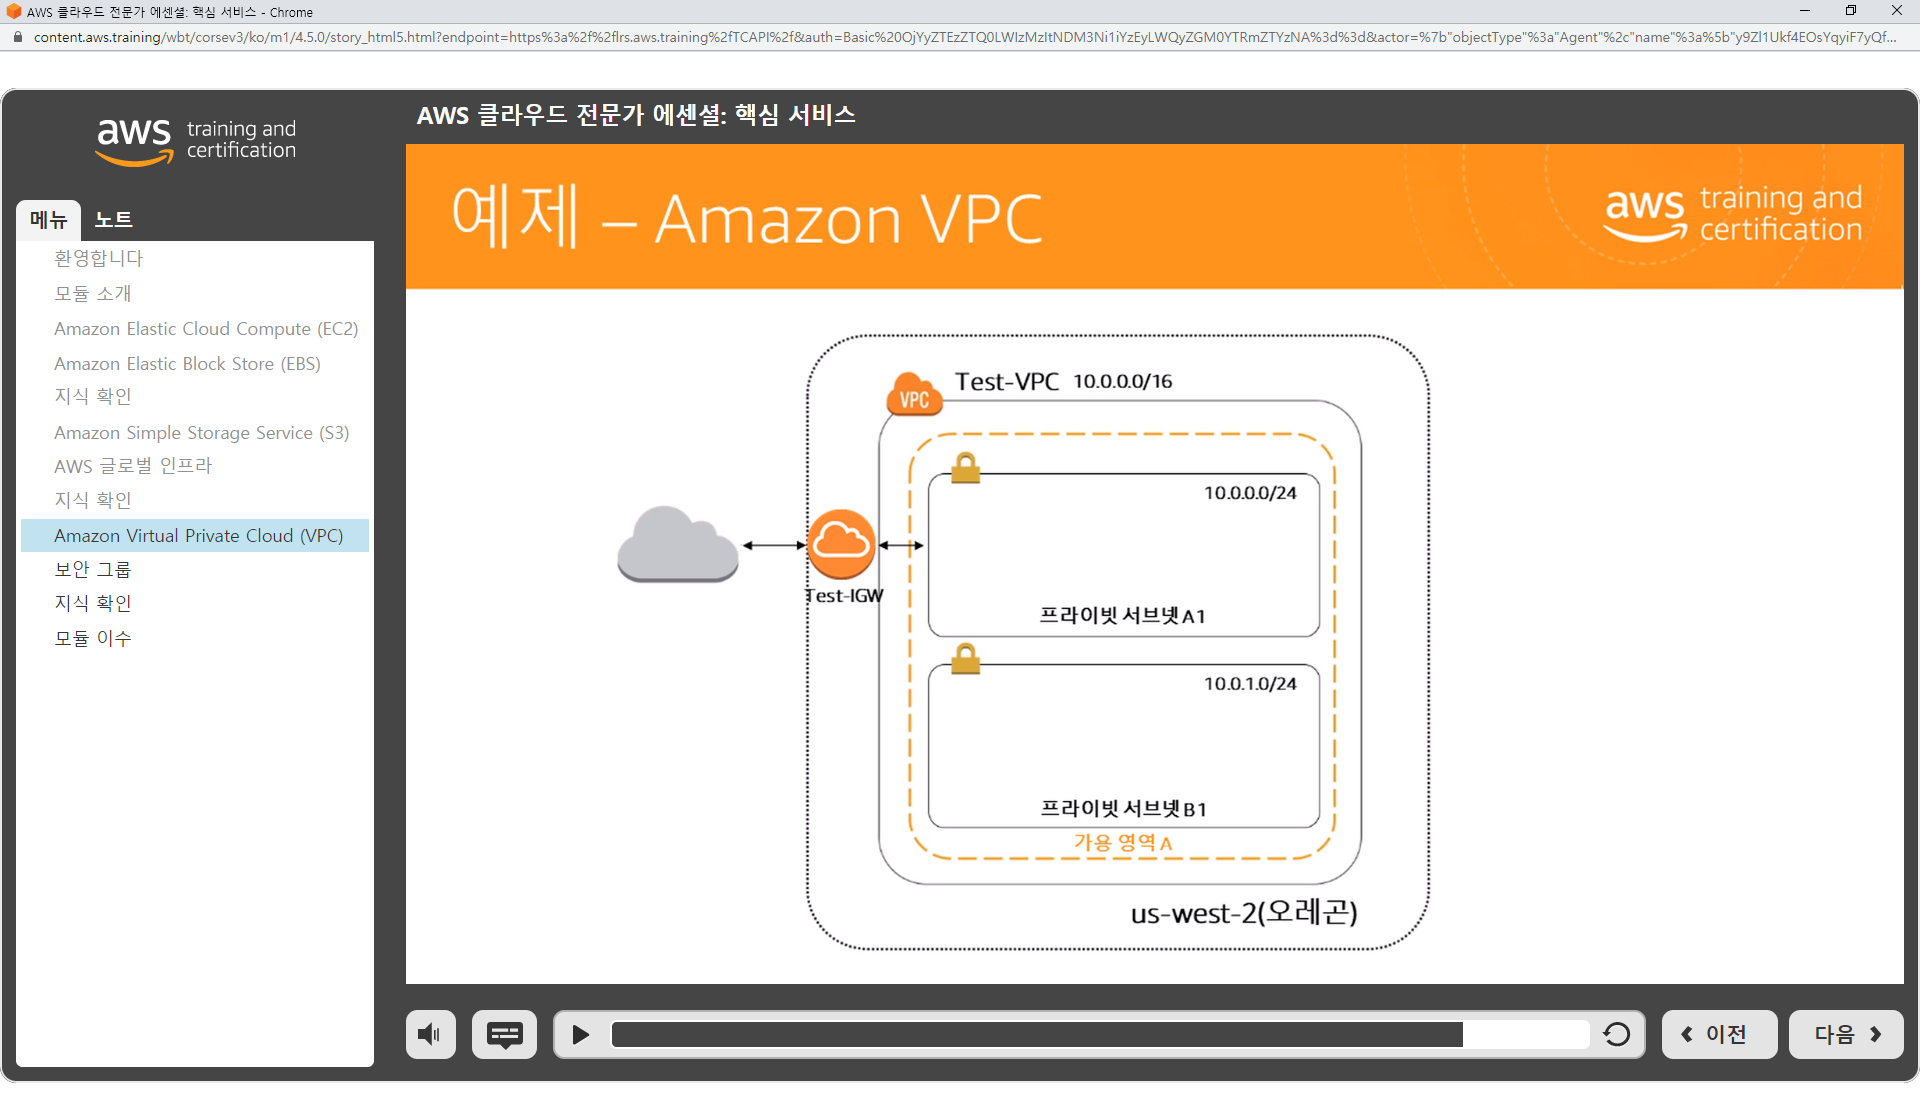 AWS 클라우드 전문가 에센셜: 핵심 서비스 - Chrome
content.aws.training/wbt/corsev3/ko/m1/4.5.0/story_html5.html?endpoint=https%3a%2f%2flrs.aws.training%2fTCAPI%2f&auth=Basic%20OjYyZTEzZTQ0LWIzMzItNDM3Ni1iYzEyLWQyZGM0YTRmZTYzNA%3d%3d&actor=%7b"objectType"%3a"Agent"%2c"name"%3a%5b"y9Zl1Ukf4EOsYqyiF7yQf...
aws training and certification
AWS 클라우드 전문가 에센셜: 핵심 서비스
메뉴
노트
환영합니다
모듈 소개
Amazon Elastic Cloud Compute (EC2)
Amazon Elastic Block Store (EBS)
지식 확인
Amazon Simple Storage Service (S3)
AWS 글로벌 인프라
지식 확인
Amazon Virtual Private Cloud (VPC)
보안 그룹
지식 확인
모듈 이수
예제 – Amazon VPC
aws training and certification
VPC
Test-VPC 10.0.0.0/16
10.0.0.0/24
Test-IGW
프라이빗 서브넷 A1
10.0.1.0/24
프라이빗 서브넷 B1
가용 영역 A
us-west-2(오레곤)
이전
다음